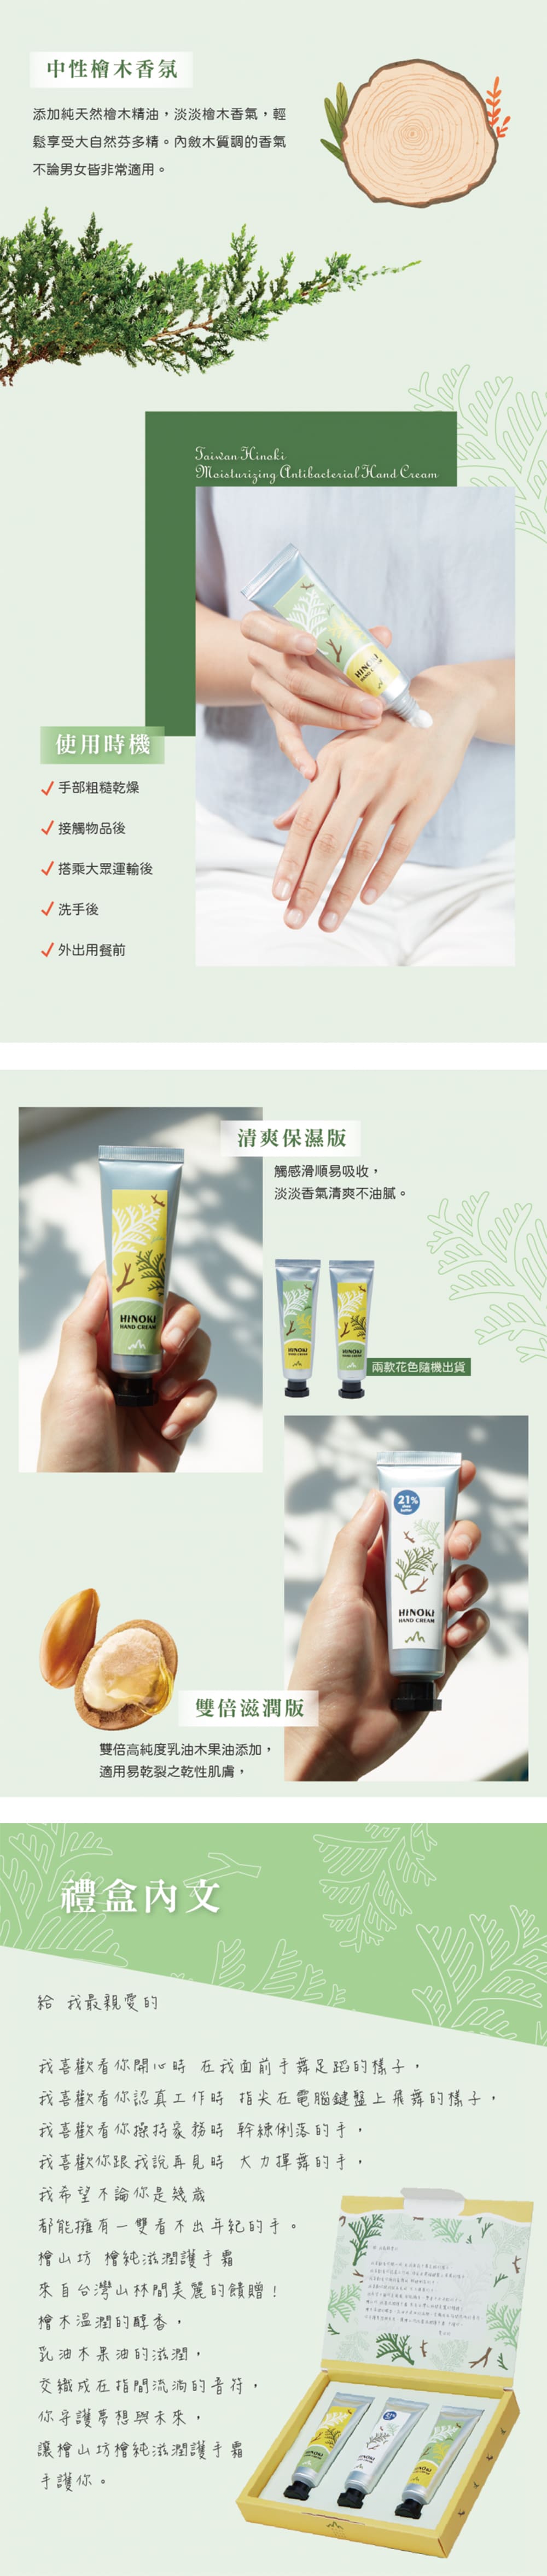 中性檜木香氛
添加純天然檜木精油，淡淡檜木香氣，輕
鬆享受大自然芬多精。內斂木質調的香氣
不論男女皆非常適用。
Taiwan Hinoki
Moisturizing Antibacterial Hand Cream
HINOKI
HAND CREAM
使用時機
手部粗糙乾燥
接觸物品後
搭乘大眾運輸後
洗手後
外出用餐前
清爽保濕版
觸感滑順易吸收，
淡淡香氣清爽不油膩。
HINOKI
HAND CREAM
HINOKI
HAND CREAM
HINOKI
HAND CREAM
兩款花色隨機出貨
21%
HINOKI
HAND CREAM
雙倍滋潤版
雙倍高純度乳油木果油添加，
適用易乾裂之乾性肌膚，
禮盒內文
給 我最親愛的
我喜歡看你開心時 在我面前手舞足蹈的樣子，
我喜歡看你認真工作時 指尖在電腦鍵盤上飛舞的樣子，
我喜歡看你操持家務時 幹練俐落的手，
我喜歡你跟我說再見時 大力揮舞的手，
我希望不論你是幾歲
都能擁有一雙看不出年紀的手。
檜山坊 檜純滋潤護手霜
來自台灣山林間美麗的餽贈！
檜木溫潤的醇香，
乳油木果油的滋潤，
交織成在指間流淌的音符，
你守護夢想與未來，
讓檜山坊檜純滋潤護手霜
手護你。
HINOKI
HINOKI
HINOKI